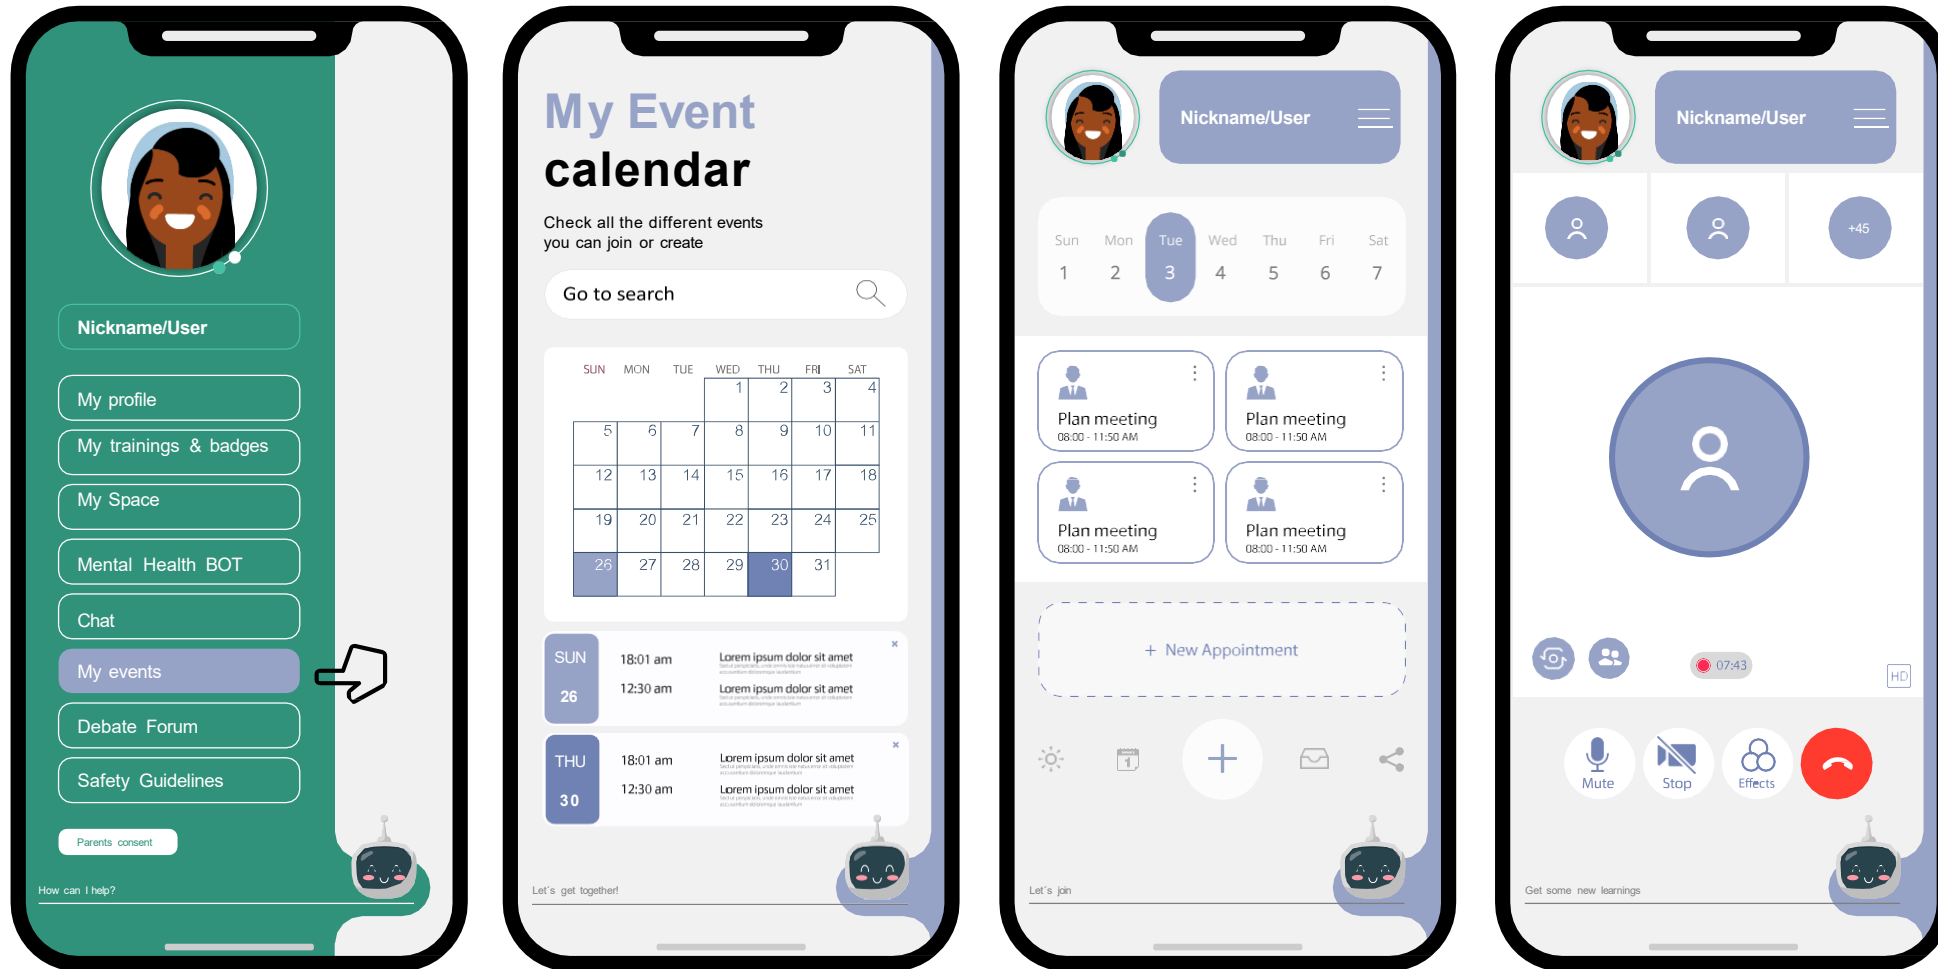 Nickname/User
My profile
My trainings & badges
My Space
Mental Health BOT
Chat
My events
Debate Forum
Safety Guidelines
Parents consent
How can I help?
My Event
calendar
Check all the different events
you can join or create
Go to search
SUN MON TUE WED THU FRI SAT
1 2 3 4
5 6 7 8 9 10 11
12 13 14 15 16 17 18
19 20 21 22 23 24 25
26 27 28 29 30 31
SUN
26
18:01 am
12:30 am
Lorem ipsum dolor sit amet
Lorem ipsum dolor sit amet
THU
30
18:01 am
12:30 am
Lorem ipsum dolor sit amet
Lorem ipsum dolor sit amet
Let´s get together!
Nickname/User
Sun Mon Tue Wed Thu Fri Sat
1 2 3 4 5 6 7
Plan meeting
08:00 - 11:50 AM
Plan meeting
08:00 - 11:50 AM
Plan meeting
08:00 - 11:50 AM
Plan meeting
08:00 - 11:50 AM
+ New Appointment
1
Let´s join
Nickname/User
+45
07:43
HD
Mute
Stop
Effects
Get some new learnings